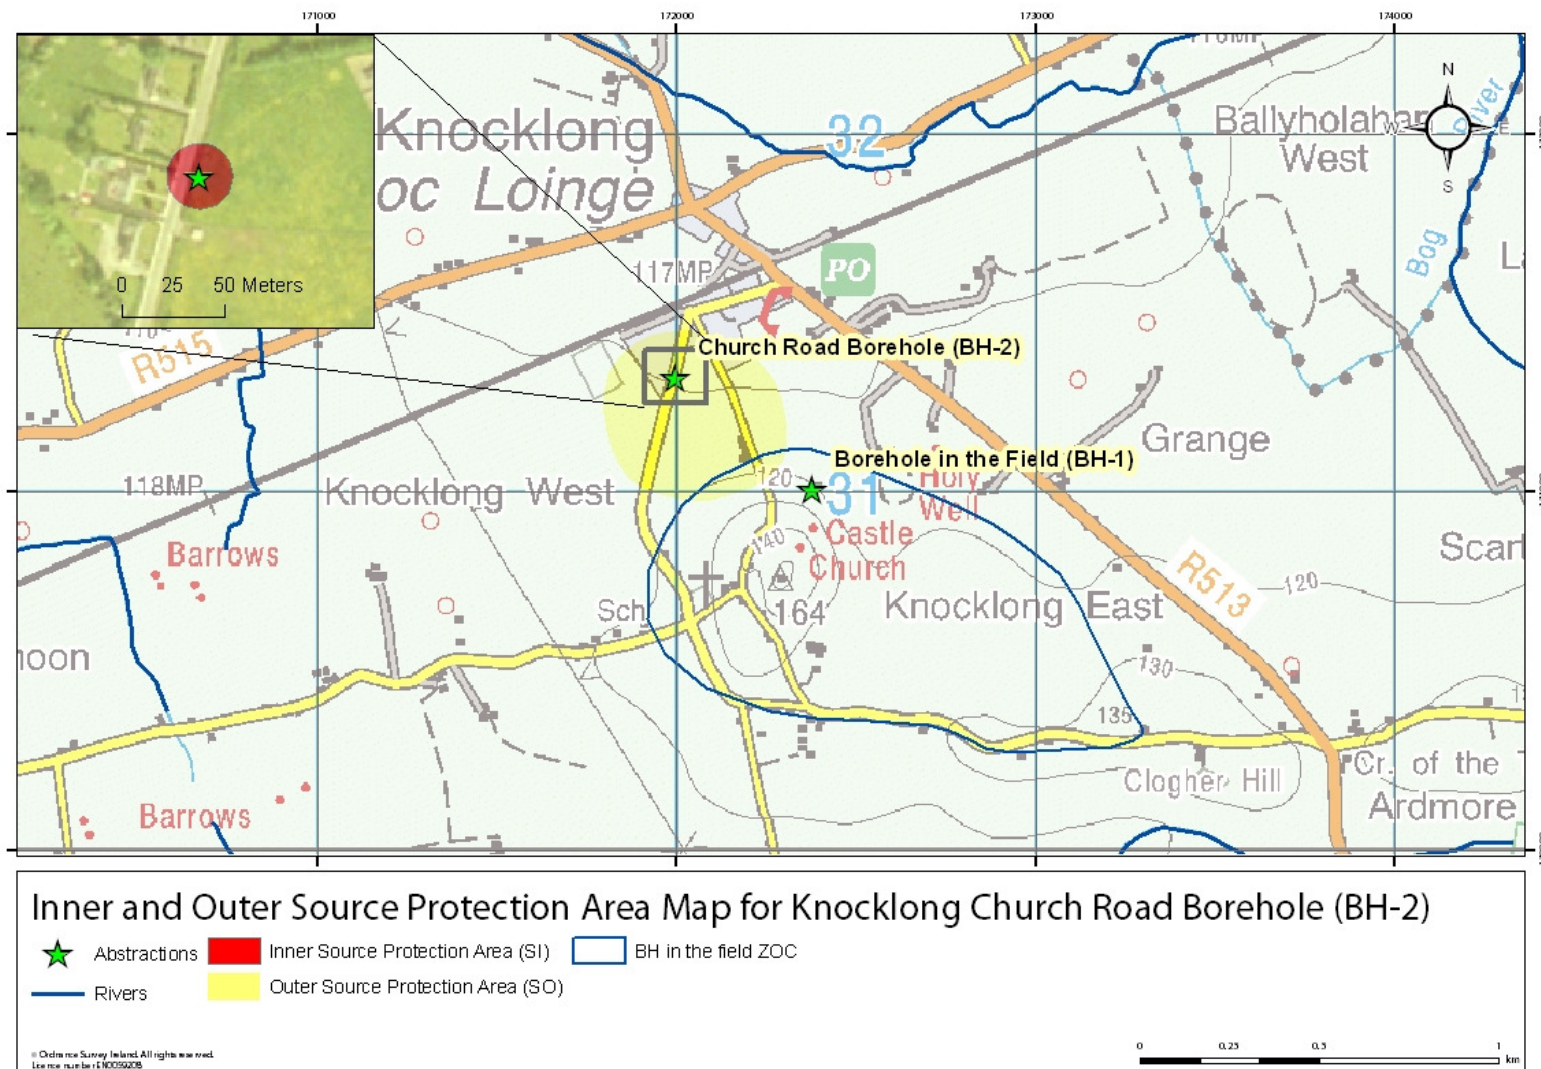 171000
172000
173000
174000
116MP
N
W
E
S
Ballyholahan
West
River
Knocklong
oc Loinge
32
0 25 50 Meters
117MP
PO
Bog
R515
Church Road Borehole (BH-2)
Grange
Borehole in the Field (BH-1)
118MP
Knocklong West
120
31
Holy
Well
Barrows
140
Castle
Church
Scart
Sch
164
Knocklong East
R513
120
noon
130
135
Clogher Hill
Cr. of the
Ardmore
Barrows
Inner and Outer Source Protection Area Map for Knocklong Church Road Borehole (BH-2)
Abstractions
Inner Source Protection Area (SI)
BH in the field ZOC
Rivers
Outer Source Protection Area (SO)
© Ordnance Survey Ireland. All rights reserved.
0 0.25 0.5 1
km